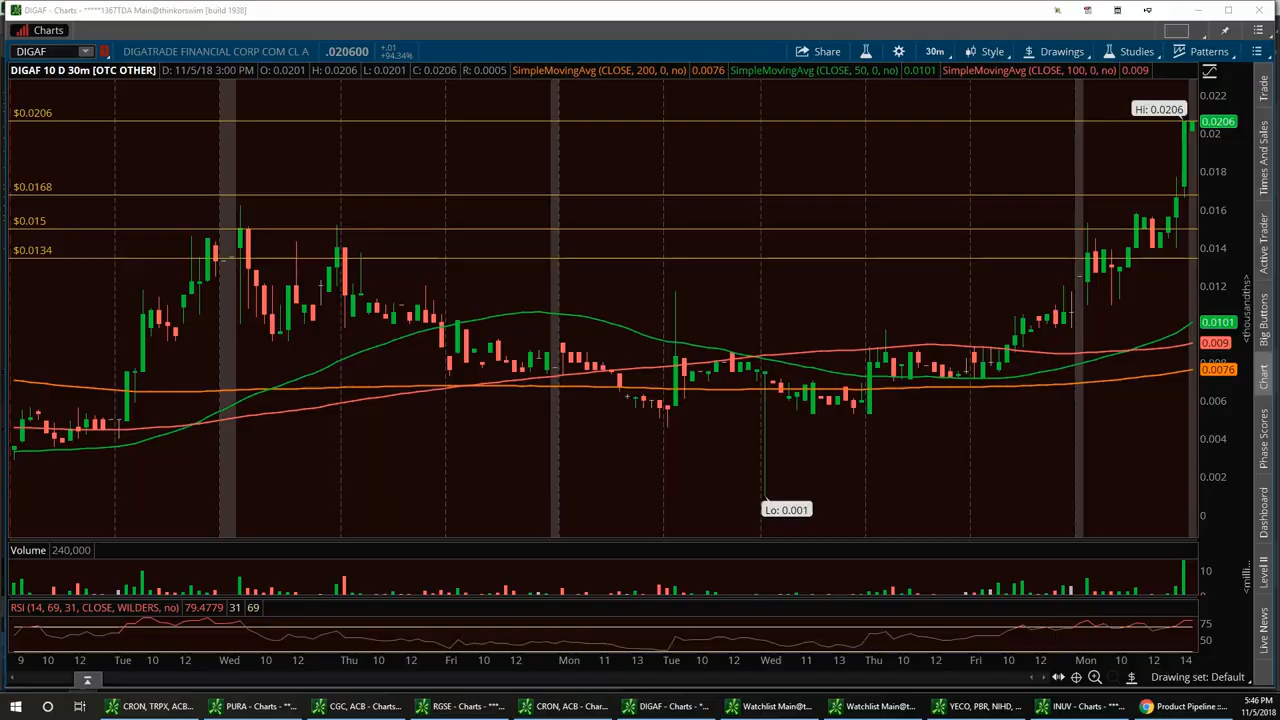 DIGAF - Charts - *****1367TDA Main@thinkorswim [build 1938]
Charts
DIGAF DIGATRADE FINANCIAL CORP COM CL A .020600 +.01 +94.34% Share 30m Style Drawings Studies Patterns
DIGAF 10 D 30m [OTC OTHER] D: 11/5/18 3:00 PM O: 0.0201 H: 0.0206 L: 0.0201 C: 0.0206 R: 0.0005 SimpleMovingAvg (CLOSE, 200, 0, no) 0.0076 SimpleMovingAvg (CLOSE, 50, 0, no) 0.0101 SimpleMovingAvg (CLOSE, 100, 0, no) 0.009
0.022
Hi: 0.0206
$0.0206
0.0206
0.02
0.018
$0.0168
0.016
$0.015
0.014
$0.0134
0.012
0.0101
0.009
0.0076
0.006
0.004
0.002
Lo: 0.001
0
<thousandths>
Volume 240,000
10
RSI (14, 69, 31, CLOSE, WILDERS, no) 79.4779 31 69
75
50
9 10 12 Tue 10 12 Wed 10 12 Thu 10 12 Fri 10 12 Mon 11 13 Tue 10 12 Wed 11 13 Thu 10 12 Fri 10 12 Mon 10 12 14
Drawing set: Default
Trade
Times And Sales
Active Trader
Big Buttons
Chart
Phase Scores
Dashboard
Level II
Live News
CRON, TRPX, ACB... PURA - Charts - **... CGC, ACB - Charts... RGSE - Charts - *... CRON, ACB - Char... DIGAF - Charts - *... Watchlist Main@t... Watchlist Main@t... YECO, PBR, NIHD, ... INUV - Charts - **... Product Pipeline ::...
5:46 PM
11/5/2018